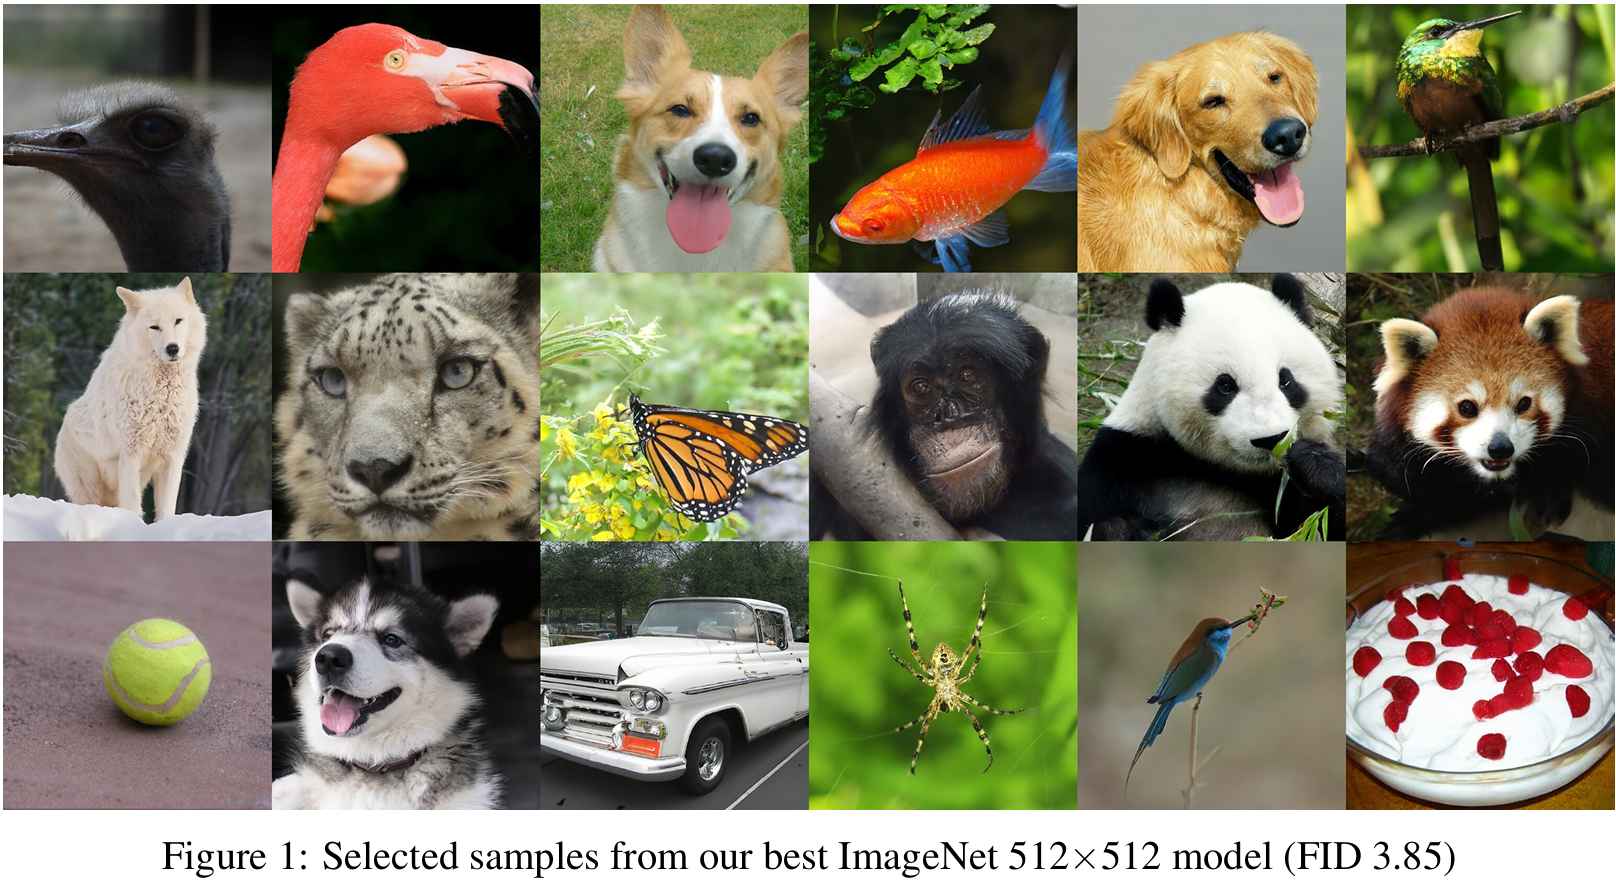 Figure 1: Selected samples from our best ImageNet 512×512 model (FID 3.85)